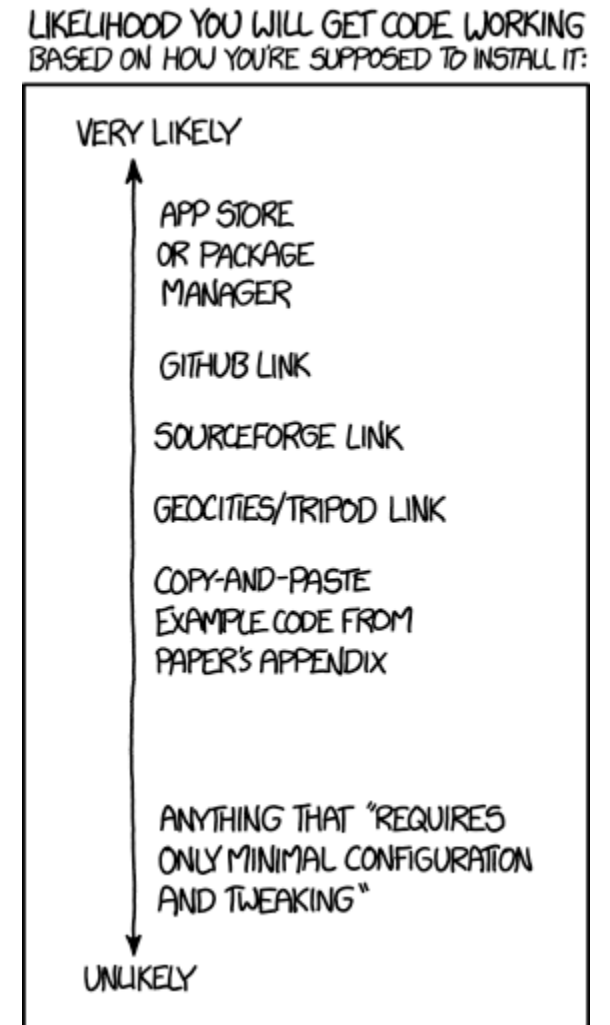 LIKELIHOOD YOU WILL GET CODE WORKING
BASED ON HOW YOU'RE SUPPOSED TO INSTALL IT:
VERY LIKELY
APP STORE
OR PACKAGE
MANAGER
GITHUB LINK
SOURCEFORGE LINK
GEOCITIES/TRIPOD LINK
COPY-AND-PASTE
EXAMPLE CODE FROM
PAPER'S APPENDIX
ANYTHING THAT "REQUIRES
ONLY MINIMAL CONFIGURATION
AND TWEAKING"
UNLIKELY